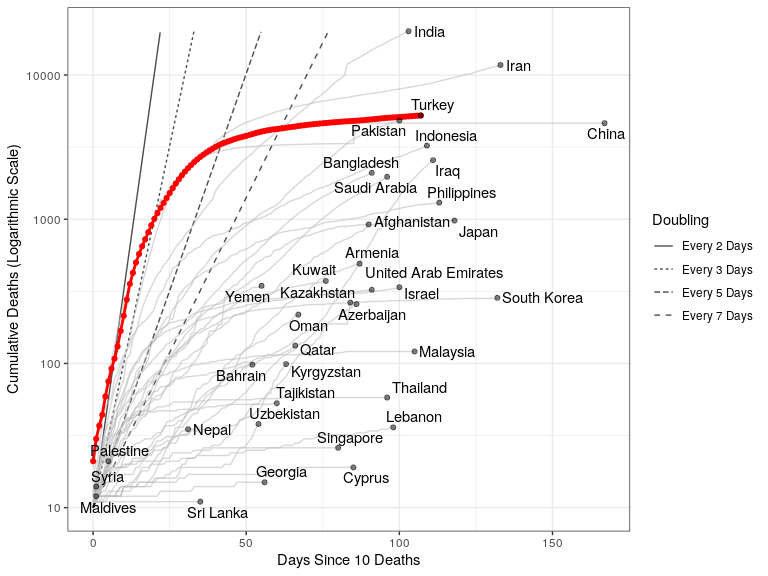 India
Iran
Turkey
Pakistan
China
Indonesia
Bangladesh
Iraq
Saudi Arabia
Philippines
Afghanistan
Japan
Armenia
Kuwait
United Arab Emirates
Yemen
Kazakhstan
Israel
South Korea
Azerbaijan
Oman
Qatar
Malaysia
Bahrain
Kyrgyzstan
Tajikistan
Thailand
Uzbekistan
Lebanon
Nepal
Singapore
Palestine
Syria
Georgia
Cyprus
Maldives
Sri Lanka
10000
1000
100
10
0
50
100
150
Days Since 10 Deaths
Cumulative Deaths (Logarithmic Scale)
Doubling
Every 2 Days
Every 3 Days
Every 5 Days
Every 7 Days